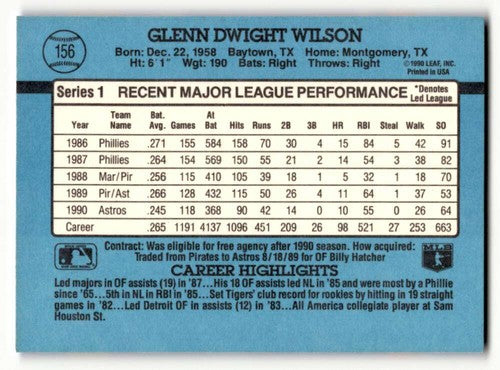 156
GLENN DWIGHT WILSON
Born: Dec. 22, 1958 Baytown, TX Home: Montgomery, TX
Ht: 6' 1" Wgt: 190 Bats: Right Throws: Right
©1990 LEAF, INC.
Printed in USA
Series 1 RECENT MAJOR LEAGUE PERFORMANCE *Denotes Led League
Year Team Name Bat. Avg. Games At Bat Hits Runs 2B 3B HR RBI Steal Walk SO
1986 Phillies .271 155 584 158 70 30 4 15 84 5 42 91
1987 Phillies .264 154 569 150 55 21 2 14 54 3 38 82
1988 Mar/Pir .256 115 410 105 39 18 1 5 32 1 18 70
1989 Pir/Ast .266 128 432 115 50 26 4 11 64 1 37 53
1990 Astros .245 118 368 90 42 14 0 10 55 0 26 64
Career .265 1191 4137 1096 451 209 26 98 521 27 253 663
Contract: Was eligible for free agency after 1990 season. How acquired:
Traded from Pirates to Astros 8/18/89 for OF Billy Hatcher
MLB
CAREER HIGHLIGHTS
Led majors in OF assists (19) in '87...His 18 OF assists led NL in '85 and were most by a Phillie
since '65...5th in NL in RBI in '85...Set Tigers' club record for rookies by hitting in 19 straight
games in '82...Led Detroit OF in assists (12) in '83...All America collegiate player at Sam
Houston St.